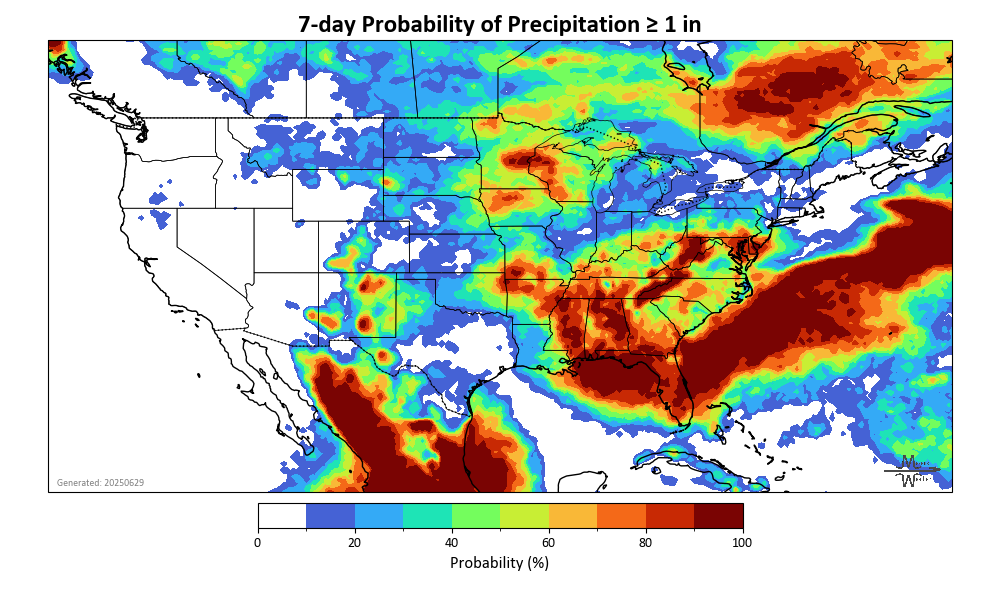 7-day Probability of Precipitation ≥ 1 in
Generated: 20250629
0 20 40 60 80 100
Probability (%)